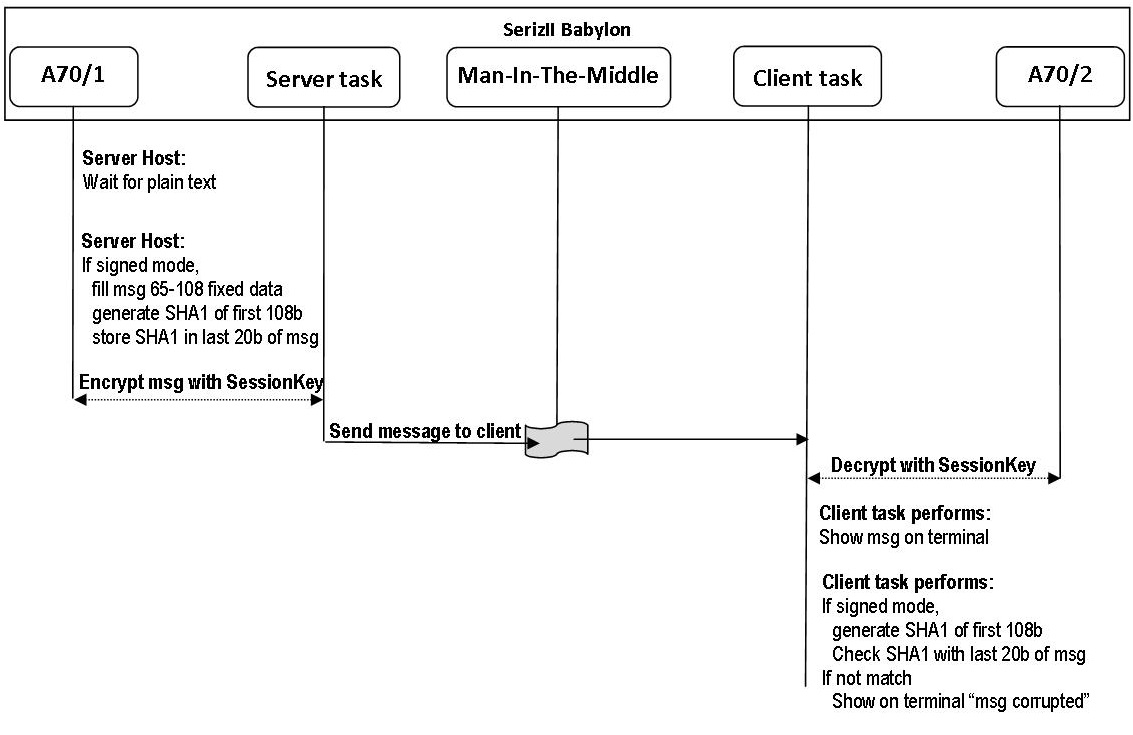 SerizII Babylon
A70/1
Server task
Man-In-The-Middle
Client task
A70/2
Server Host:
Wait for plain text
Server Host:
If signed mode,
fill msg 65-108 fixed data
generate SHA1 of first 108b
store SHA1 in last 20b of msg
Encrypt msg with SessionKey
Send message to client
Decrypt with SessionKey
Client task performs:
Show msg on terminal
Client task performs:
If signed mode,
generate SHA1 of first 108b
Check SHA1 with last 20b of msg
If not match
Show on terminal “msg corrupted”